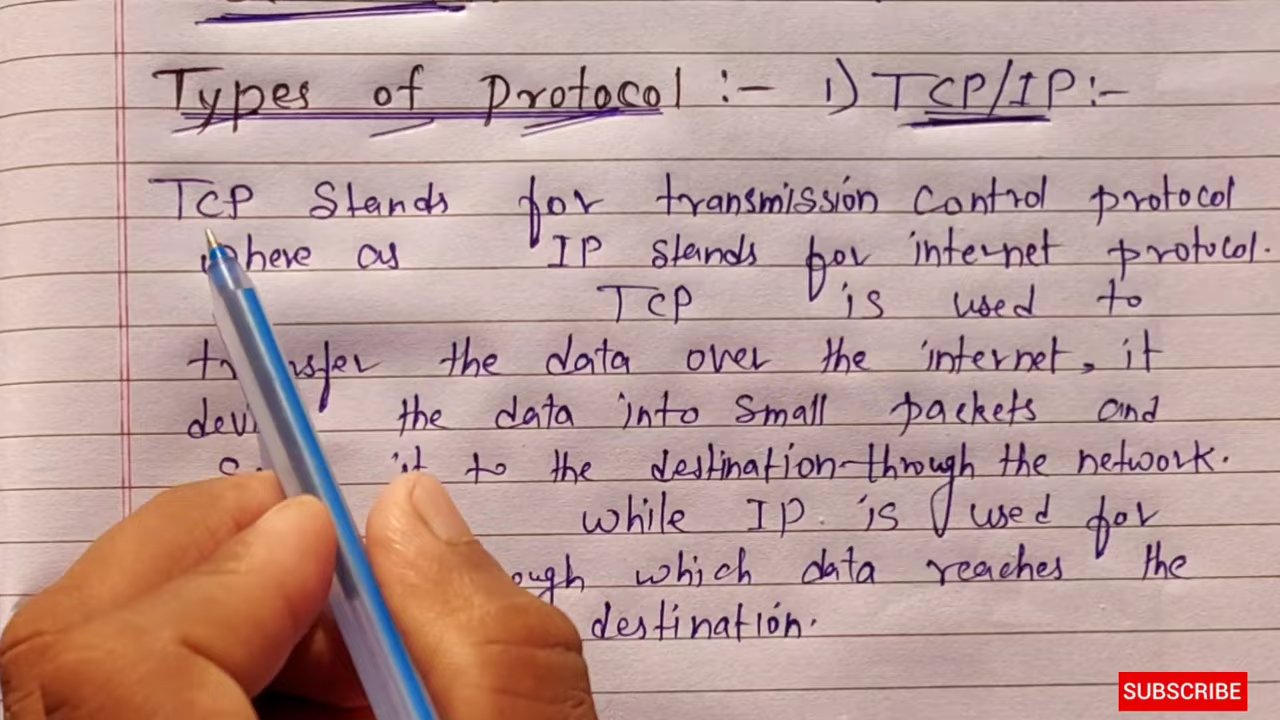 Types of protocol :- 1) TCP/IP :-
TCP Stands for transmission Control protocol
where as IP stands for internet protocol.
TCP is used to
the data over the internet, it
the data into small packets and
it to the destination through the network.
while IP. is used for
which data reaches the
destination.
SUBSCRIBE